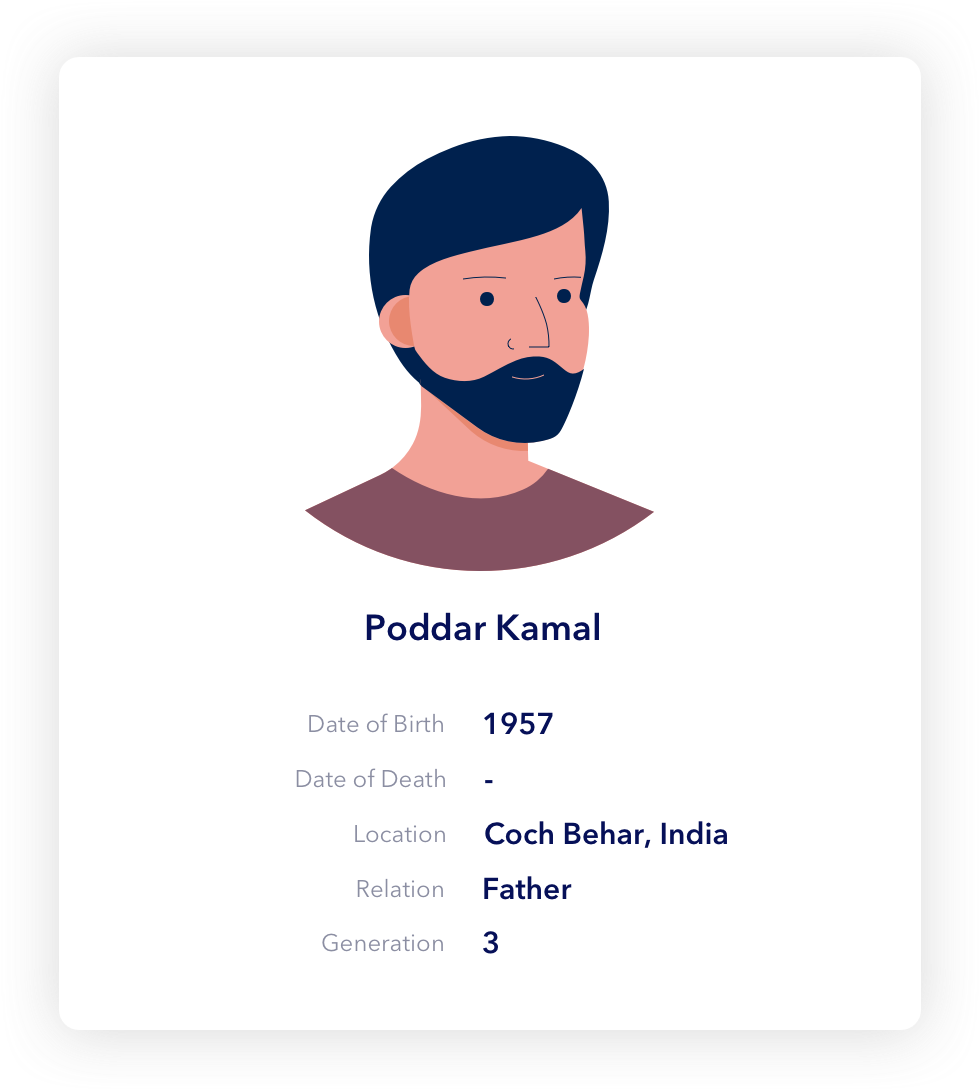 Poddar Kamal
Date of Birth 1957
Date of Death -
Location Coch Behar, India
Relation Father
Generation 3